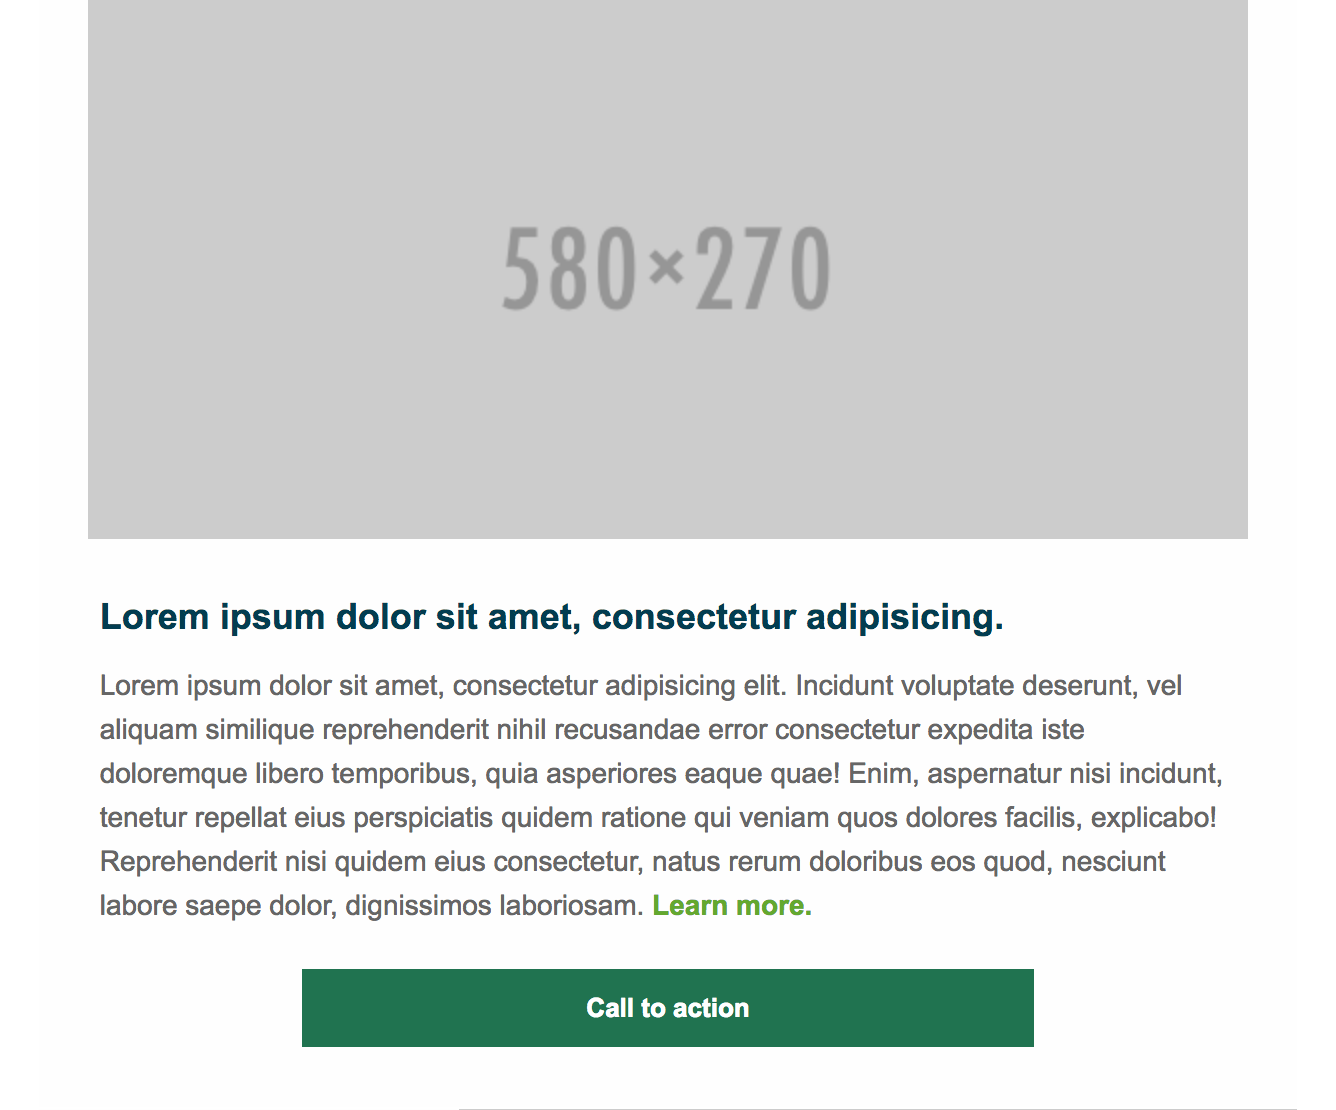 580×270
Lorem ipsum dolor sit amet, consectetur adipisicing.
Lorem ipsum dolor sit amet, consectetur adipisicing elit. Incidunt voluptate deserunt, vel
aliquam similique reprehenderit nihil recusandae error consectetur expedita iste
doloremque libero temporibus, quia asperiores eaque quae! Enim, aspernatur nisi incidunt,
tenetur repellat eius perspiciatis quidem ratione qui veniam quos dolores facilis, explicabo!
Reprehenderit nisi quidem eius consectetur, natus rerum doloribus eos quod, nesciunt
labore saepe dolor, dignissimos laboriosam. Learn more.
Call to action